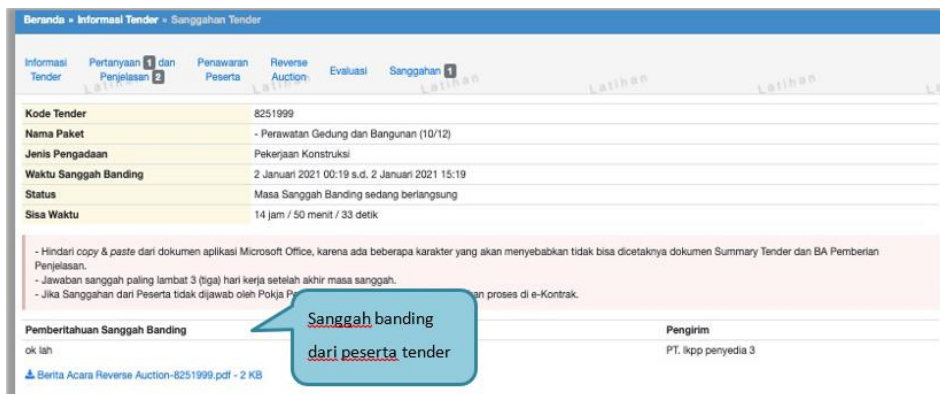 Beranda » Informasi Tender » Sanggahan Tender
Informasi Tender
Pertanyaan 1 dan Penjelasan 2
Penawaran Peserta
Reverse Auction
Evaluasi
Sanggahan 1
Latihan
Latihan
Latihan
Latihan
Kode Tender 8251999
Nama Paket - Perawatan Gedung dan Bangunan (10/12)
Jenis Pengadaan Pekerjaan Konstruksi
Waktu Sanggah Banding 2 Januari 2021 00:19 s.d. 2 Januari 2021 15:19
Status Masa Sanggah Banding sedang berlangsung
Sisa Waktu 14 jam / 50 menit / 33 detik
- Hindari copy & paste dari dokumen aplikasi Microsoft Office, karena ada beberapa karakter yang akan menyebabkan tidak bisa dicetaknya dokumen Summary Tender dan BA Pemberian
Penjelasan.
- Jawaban sanggah paling lambat 3 (tiga) hari kerja setelah akhir masa sanggah.
- Jika Sanggahan dari Peserta tidak dijawab oleh Pokja an proses di e-Kontrak.
Sanggah banding
dari peserta tender
Pemberitahuan Sanggah Banding Pengirim
ok lah PT. lkpp penyedia 3
Berita Acara Reverse Auction-8251999.pdf - 2 KB